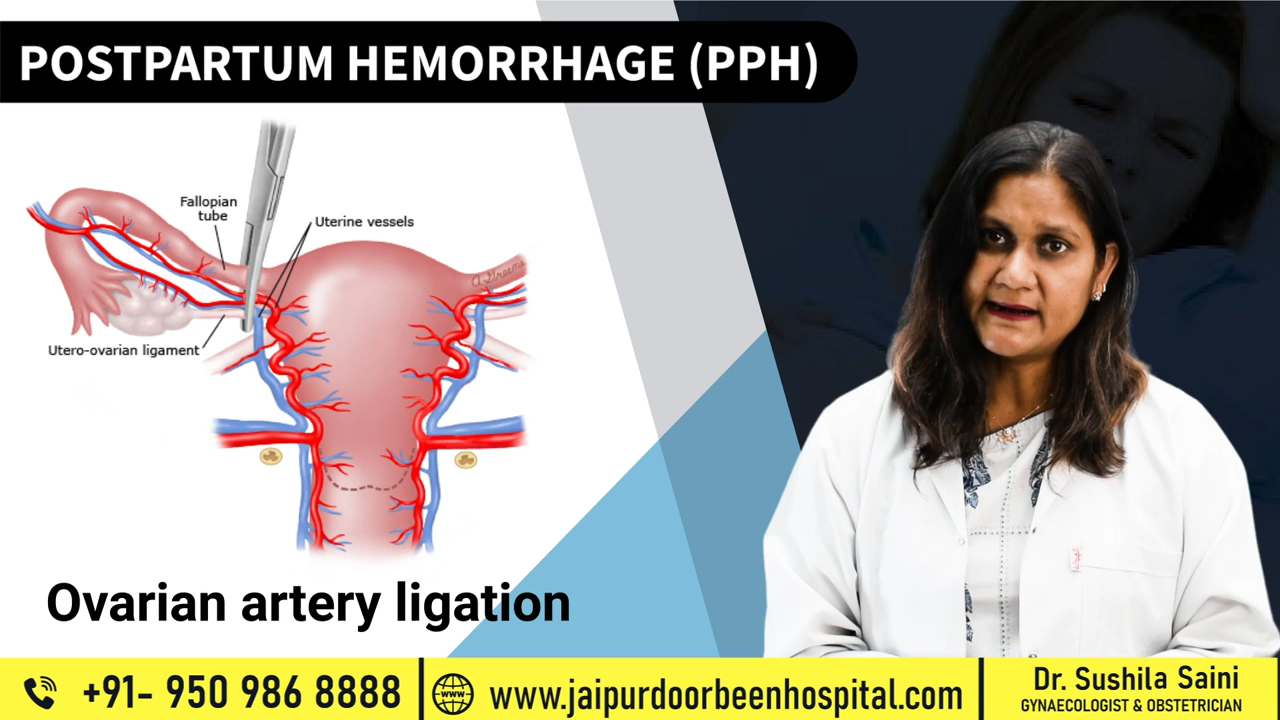 POSTPARTUM HEMORRHAGE (PPH)
Fallopian
tube
Uterine vessels
Utero-ovarian ligament
Ovarian artery ligation
+91- 950 986 8888
www
www.jaipurdoorbeenhospital.com
Dr. Sushila Saini
GYNAECOLOGIST & OBSTETRICIAN